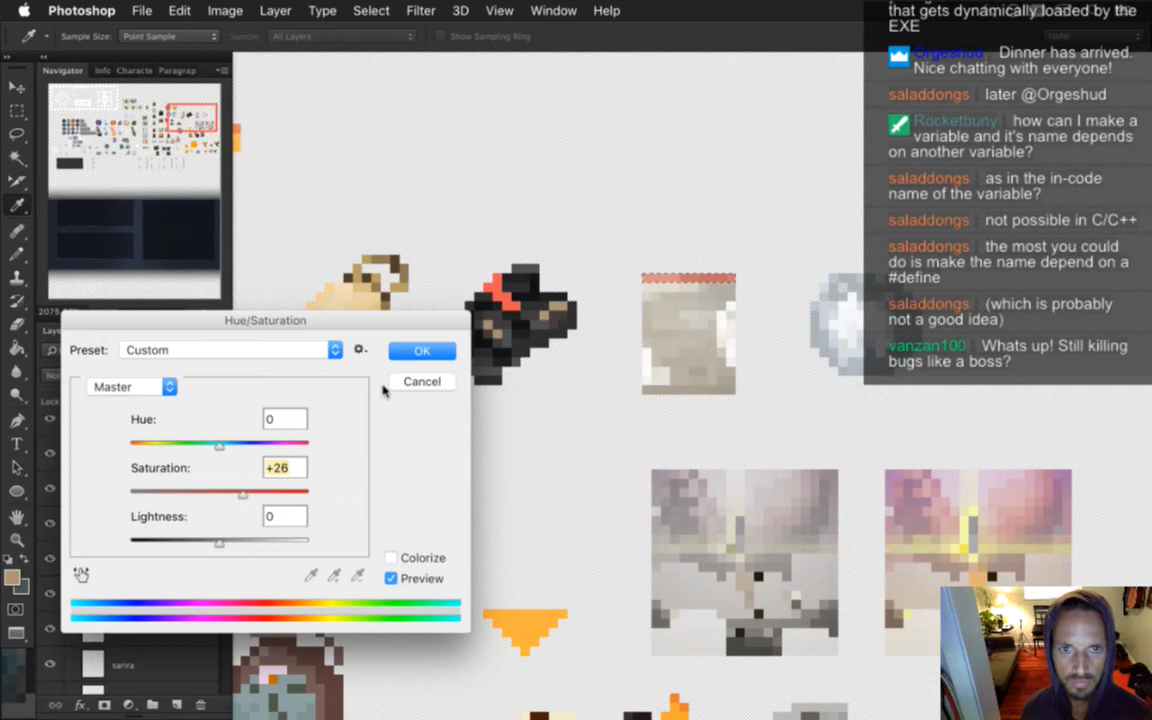 Photoshop File Edit Image Layer Type Select Filter 3D View Window Help
Sample Size: Point Sample Sample: All Layers Show Sampling Ring
Navigator Info Characte Paragrap
Hue/Saturation
Preset: Custom
OK
Master
Cancel
Hue: 0
Saturation: +26
Lightness: 0
Colorize
Preview
sarira
that gets dynamically loaded by the
EXE
Orgeshud Dinner has arrived.
Nice chatting with everyone!
saladdongs later @Orgeshud
Rocketbuny how can I make a
variable and it's name depends
on another variable?
saladdongs as in the in-code
name of the variable?
saladdongs not possible in C/C++
saladdongs the most you could
do is make the name depend on a
#define
saladdongs (which is probably
not a good idea)
vanzan100 Whats up! Still killing
bugs like a boss?